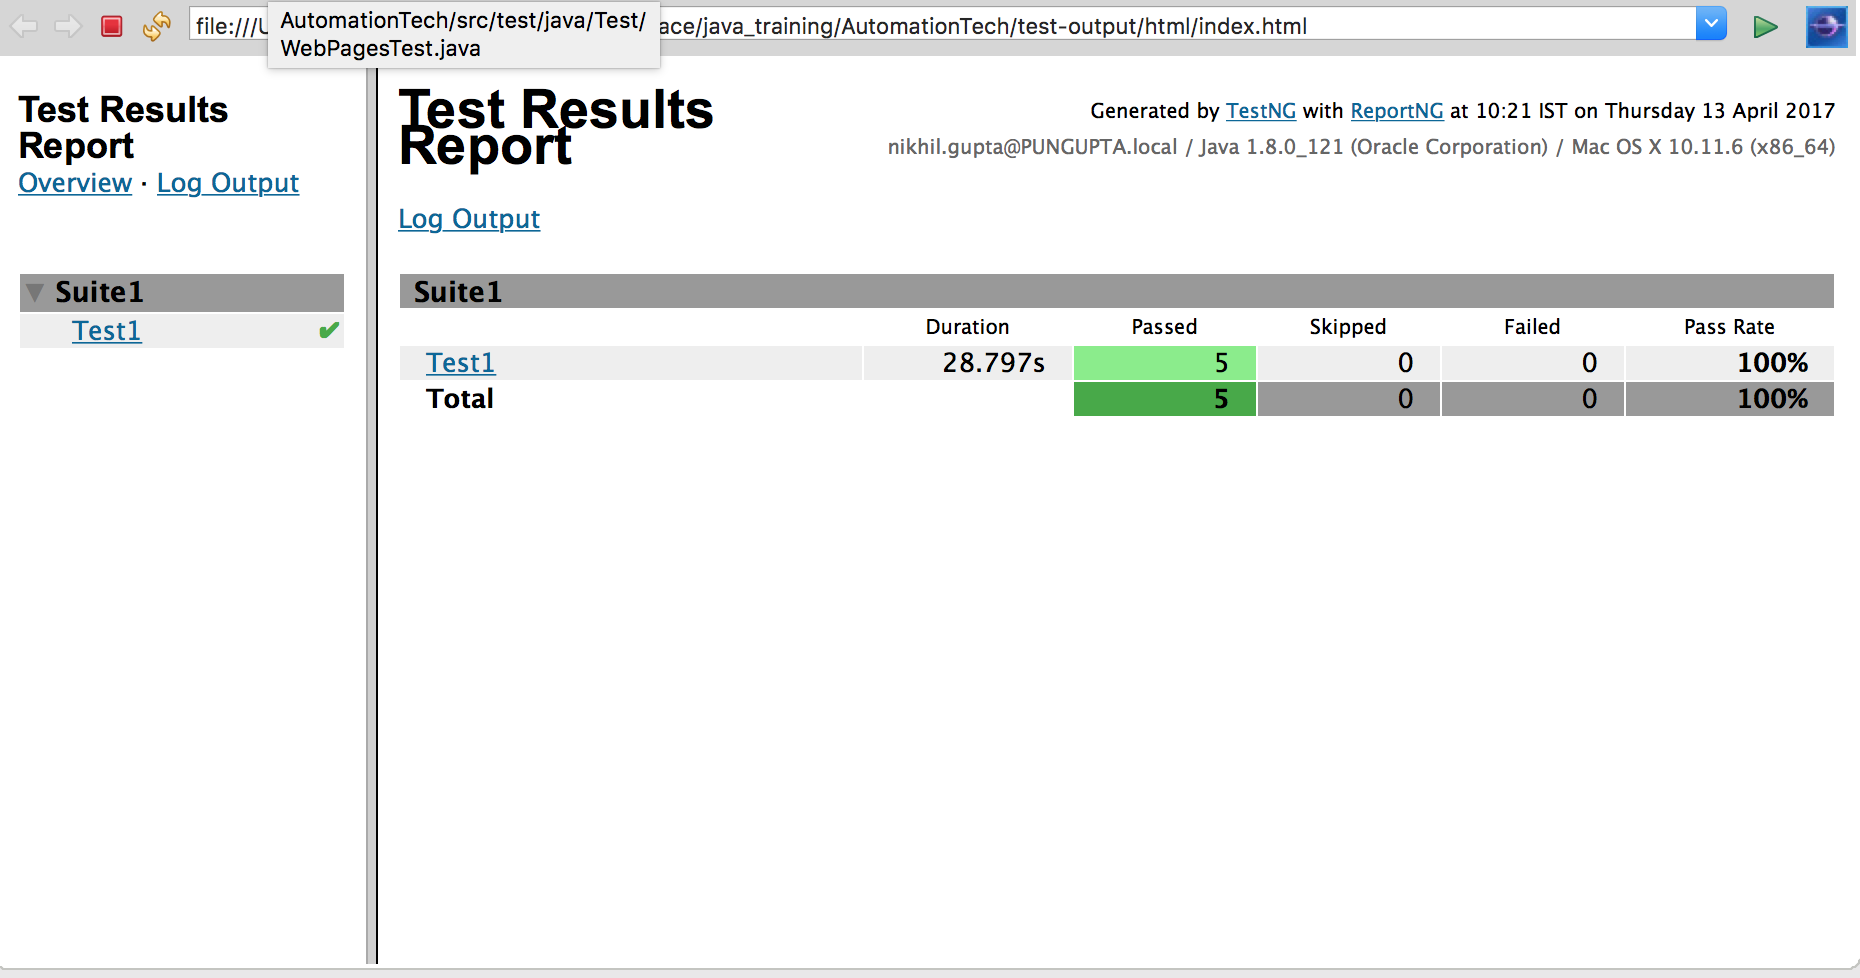 file:///U
ace/java_training/AutomationTech/test-output/html/index.html
AutomationTech/src/test/java/Test/
WebPagesTest.java
Test Results
Report
Overview · Log Output
Suite1
Test1
Test Results
Report
Generated by TestNG with ReportNG at 10:21 IST on Thursday 13 April 2017
nikhil.gupta@PUNGUPTA.local / Java 1.8.0_121 (Oracle Corporation) / Mac OS X 10.11.6 (x86_64)
Log Output
Suite1
Duration Passed Skipped Failed Pass Rate
Test1 28.797s 5 0 0 100%
Total 5 0 0 100%